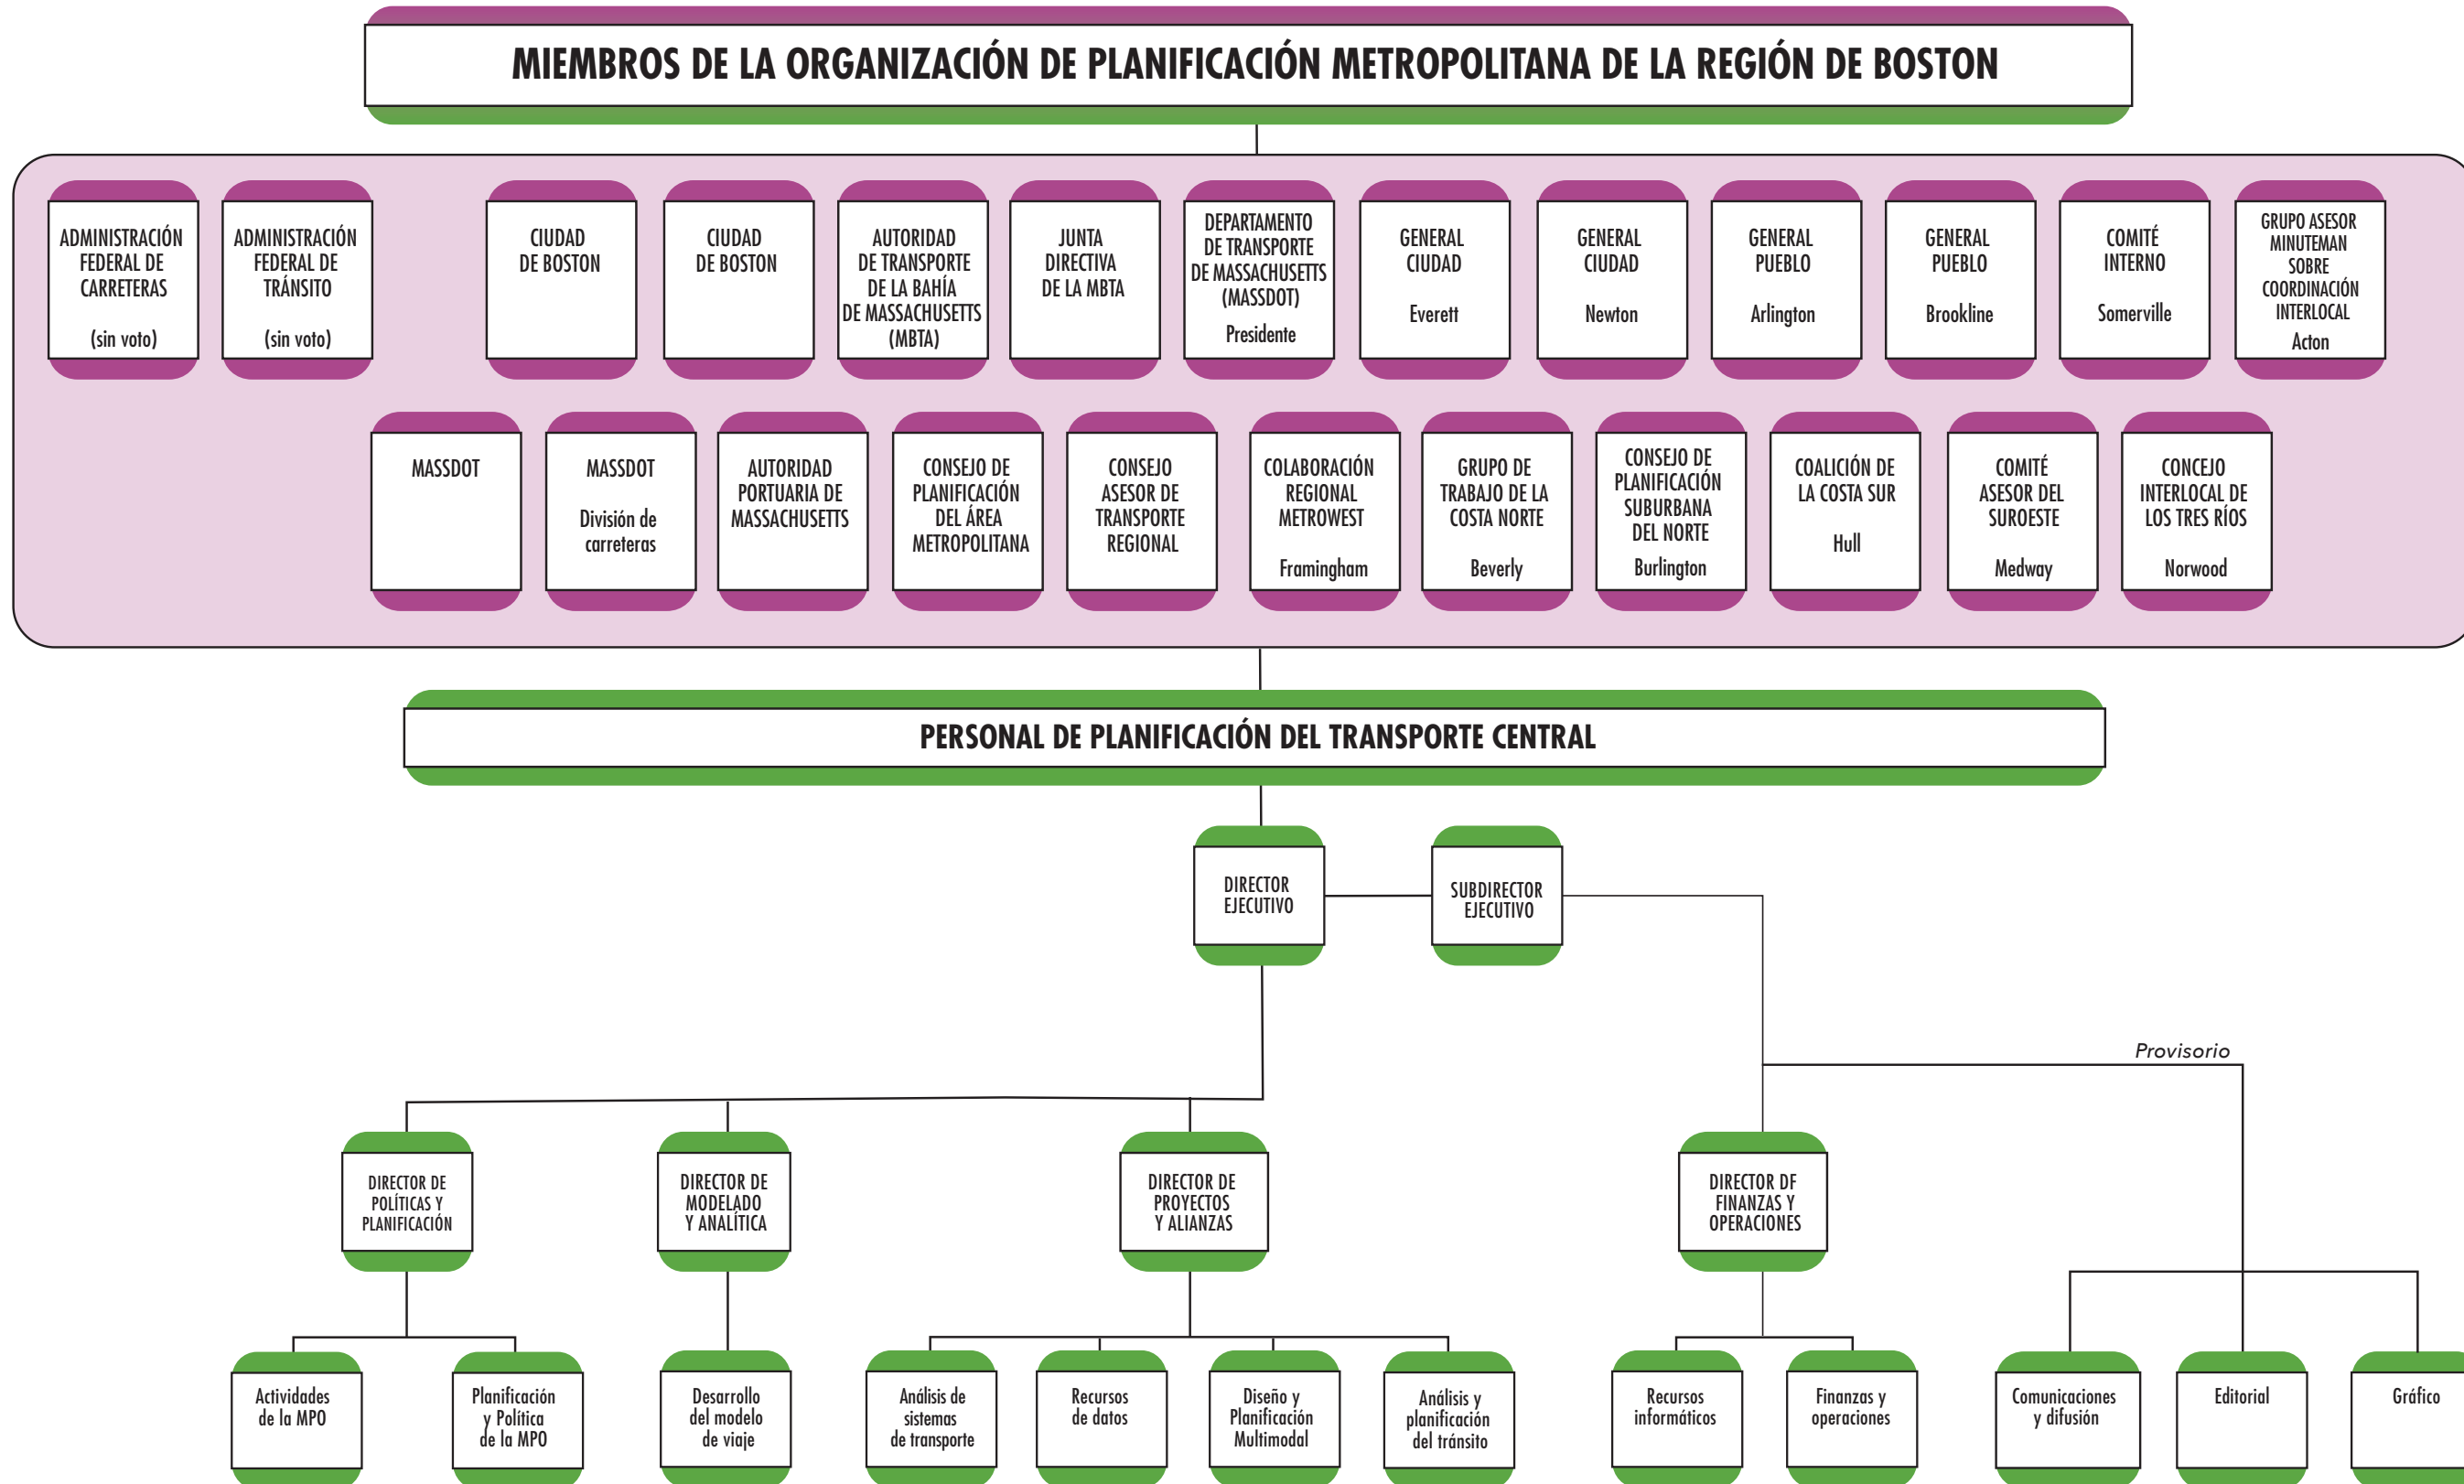 MIEMBROS DE LA ORGANIZACIÓN DE PLANIFICACIÓN METROPOLITANA DE LA REGIÓN DE BOSTON
ADMINISTRACIÓN
FEDERAL DE
CARRETERAS
(sin voto)
ADMINISTRACIÓN
FEDERAL DE
TRÁNSITO
(sin voto)
CIUDAD
DE BOSTON
CIUDAD
DE BOSTON
AUTORIDAD
DE TRANSPORTE
DE LA BAHÍA
DE MASSACHUSETTS
(MBTA)
JUNTA
DIRECTIVA
DE LA MBTA
DEPARTAMENTO
DE TRANSPORTE
DE MASSACHUSETTS
(MASSDOT)
Presidente
GENERAL
CIUDAD
Everett
GENERAL
CIUDAD
Newton
GENERAL
PUEBLO
Arlington
GENERAL
PUEBLO
Brookline
COMITÉ
INTERNO
Somerville
GRUPO ASESOR
MINUTEMAN
SOBRE
COORDINACIÓN
INTERLOCAL
Acton
MASSDOT
MASSDOT
División de
carreteras
AUTORIDAD
PORTUARIA DE
MASSACHUSETTS
CONSEJO DE
PLANIFICACIÓN
DEL ÁREA
METROPOLITANA
CONSEJO
ASESOR DE
TRANSPORTE
REGIONAL
COLABORACIÓN
REGIONAL
METROWEST
Framingham
GRUPO DE
TRABAJO DE LA
COSTA NORTE
Beverly
CONSEJO DE
PLANIFICACIÓN
SUBURBANA
DEL NORTE
Burlington
COALICIÓN DE
LA COSTA SUR
Hull
COMITÉ
ASESOR DEL
SUROESTE
Medway
CONCEJO
INTERLOCAL DE
LOS TRES RÍOS
Norwood
PERSONAL DE PLANIFICACIÓN DEL TRANSPORTE CENTRAL
DIRECTOR
EJECUTIVO
SUBDIRECTOR
EJECUTIVO
Provisorio
DIRECTOR DE
POLÍTICAS Y
PLANIFICACIÓN
DIRECTOR DE
MODELADO
Y ANALÍTICA
DIRECTOR DE
PROYECTOS
Y ALIANZAS
DIRECTOR DF
FINANZAS Y
OPERACIONES
Actividades
de la MPO
Planificación
y Política
de la MPO
Desarrollo
del modelo
de viaje
Análisis de
sistemas
de transporte
Recursos
de datos
Diseño y
Planificación
Multimodal
Análisis y
planificación
del tránsito
Recursos
informáticos
Finanzas y
operaciones
Comunicaciones
y difusión
Editorial
Gráfico